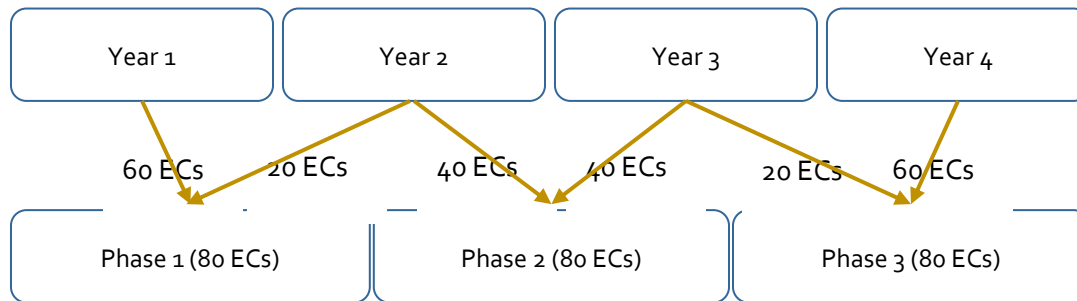 Year 1
Year 2
Year 3
Year 4
60 ECs
20 ECs
40 ECs
40 ECs
20 ECs
60 ECs
Phase 1 (80 ECs)
Phase 2 (80 ECs)
Phase 3 (80 ECs)